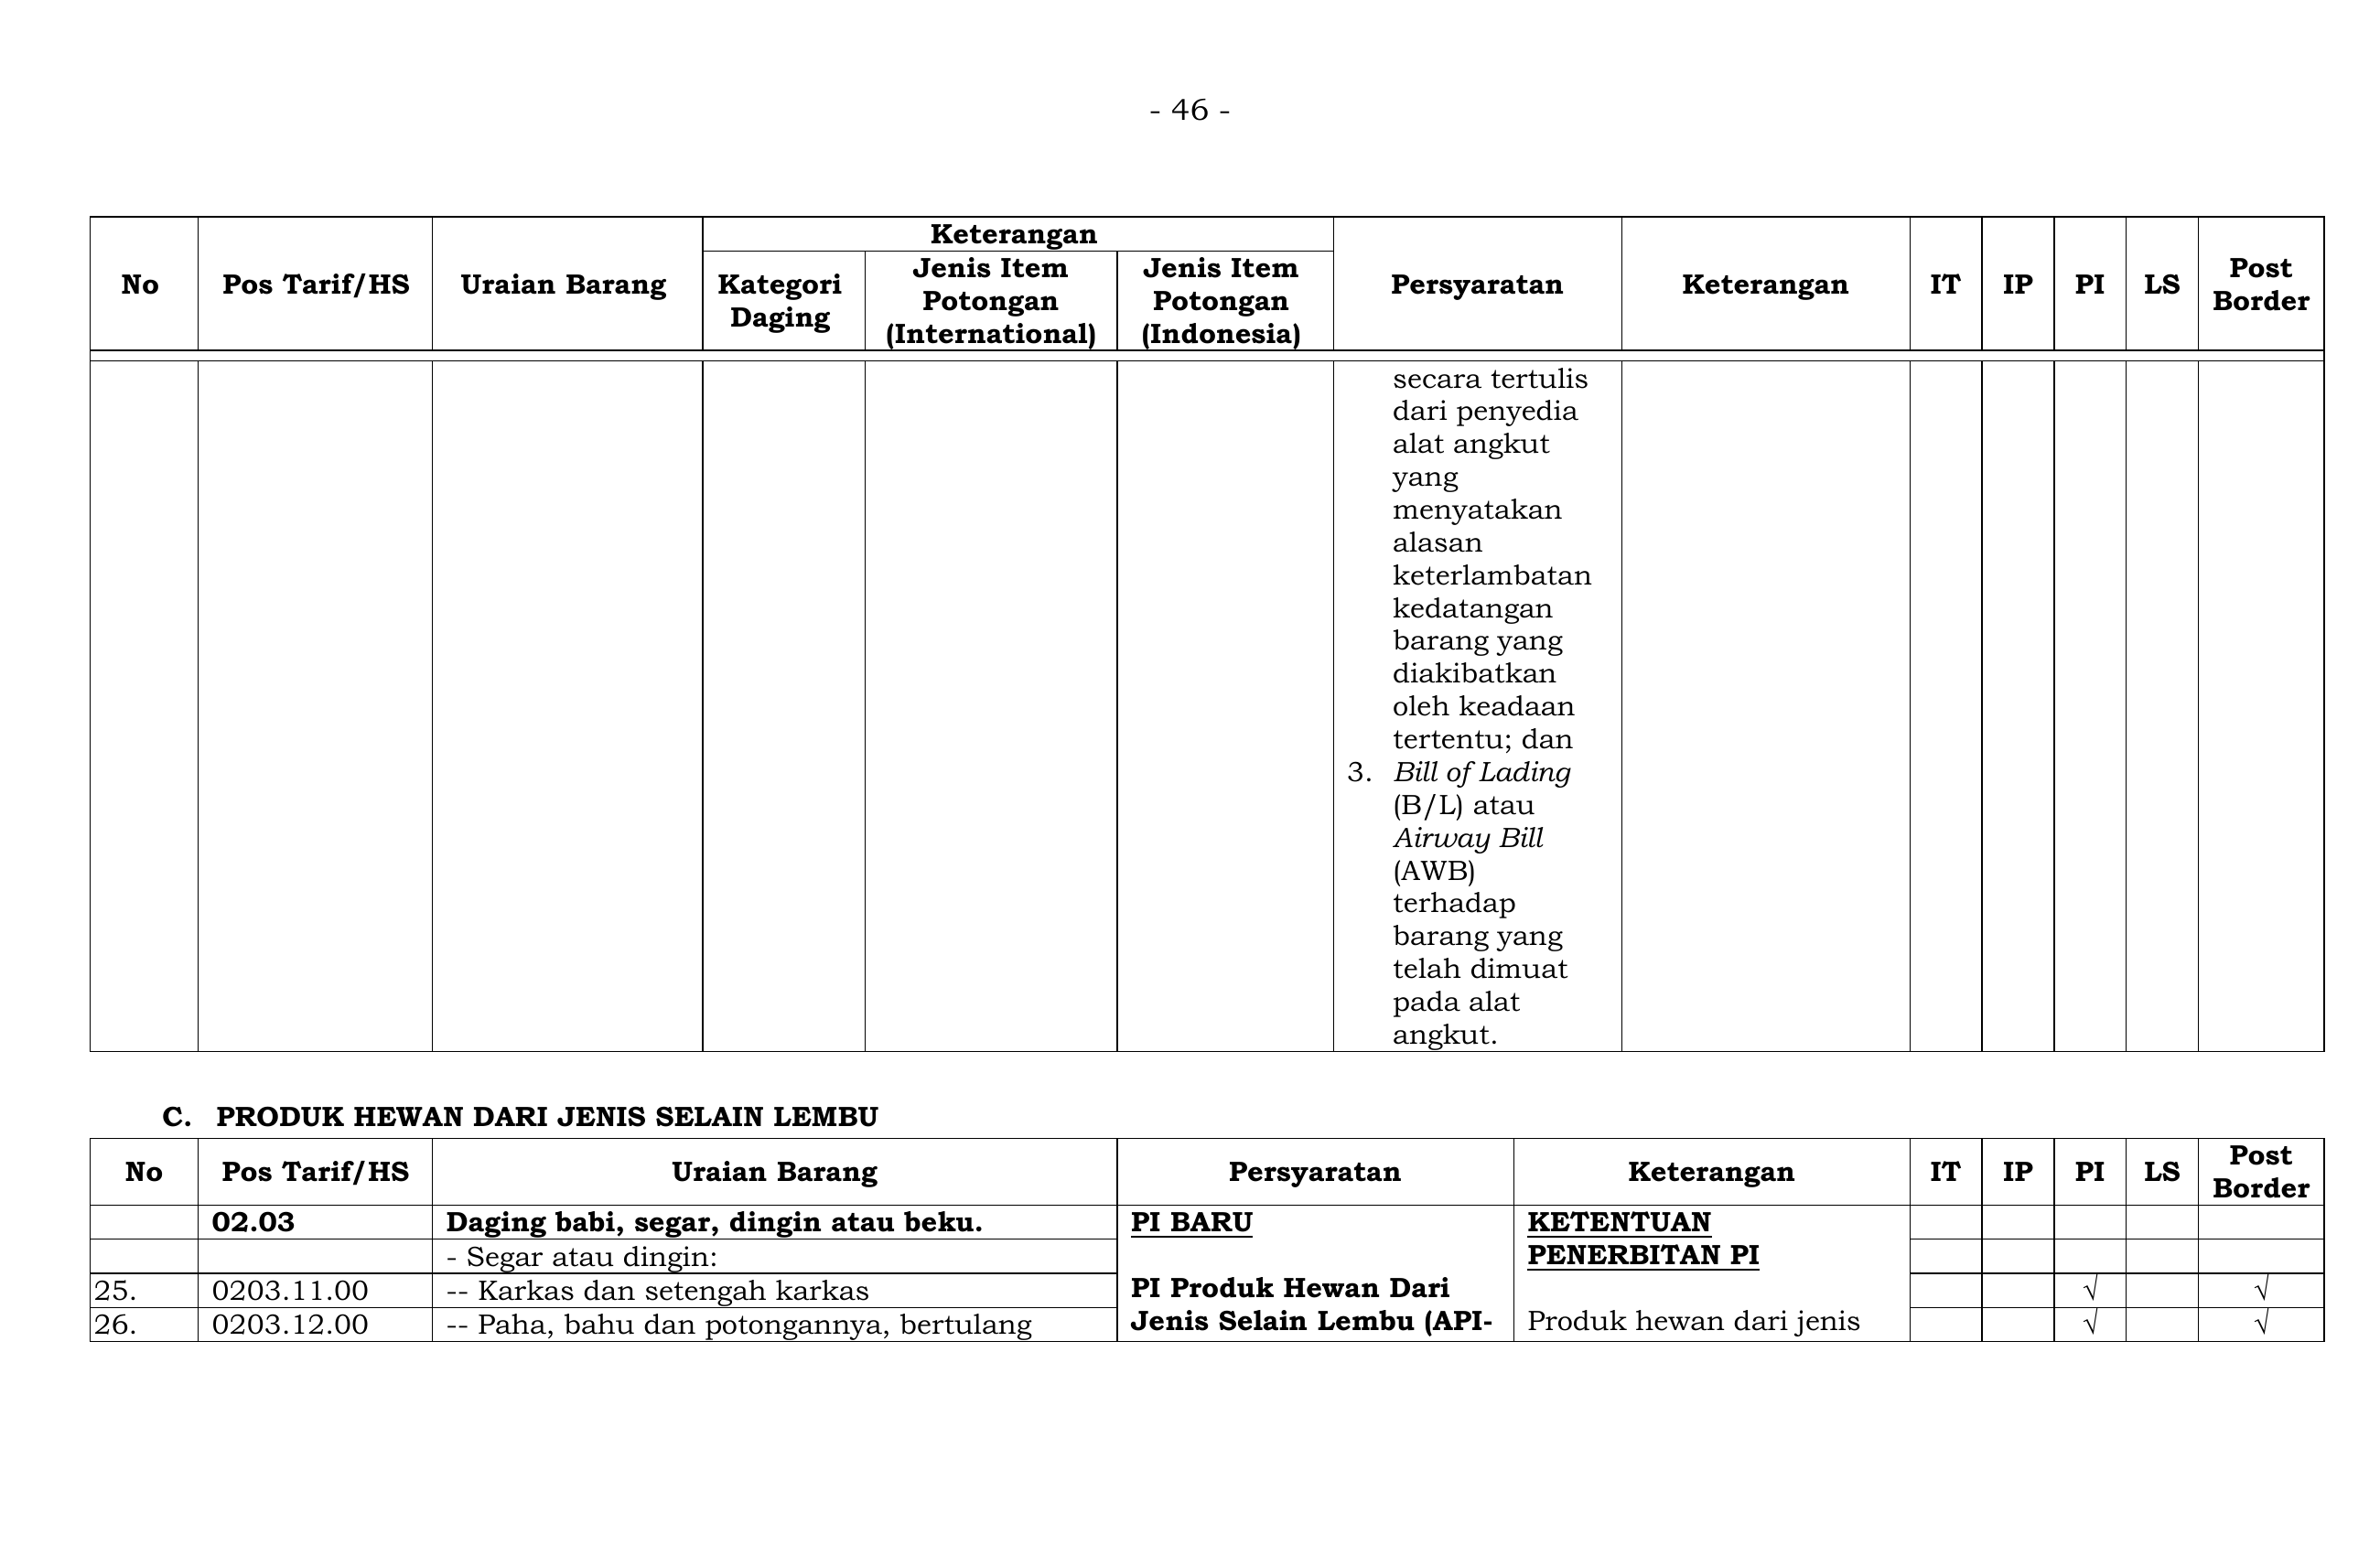 - 46 -
Keterangan
No Pos Tarif/HS Uraian Barang Kategori Daging Jenis Item Potongan (International) Jenis Item Potongan (Indonesia) Persyaratan Keterangan IT IP PI LS Post Border
secara tertulis
dari penyedia
alat angkut
yang
menyatakan
alasan
keterlambatan
kedatangan
barang yang
diakibatkan
oleh keadaan
tertentu; dan
3. Bill of Lading
(B/L) atau
Airway Bill
(AWB)
terhadap
barang yang
telah dimuat
pada alat
angkut.
C. PRODUK HEWAN DARI JENIS SELAIN LEMBU
No Pos Tarif/HS Uraian Barang Persyaratan Keterangan IT IP PI LS Post Border
02.03 Daging babi, segar, dingin atau beku. PI BARU KETENTUAN
- Segar atau dingin: PENERBITAN PI
25. 0203.11.00 -- Karkas dan setengah karkas PI Produk Hewan Dari √ √
26. 0203.12.00 -- Paha, bahu dan potongannya, bertulang Jenis Selain Lembu (API- Produk hewan dari jenis √ √